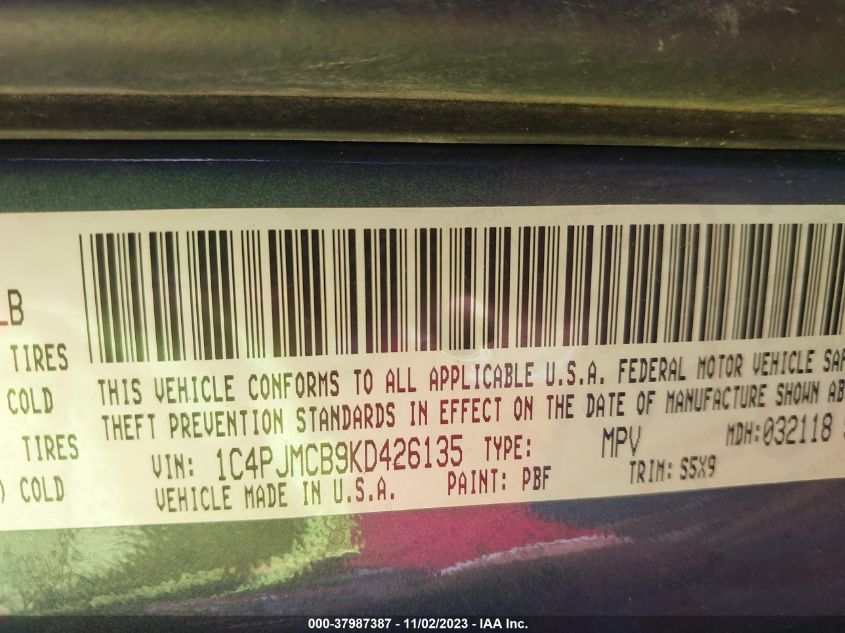 LB
TIRES
COLD
TIRES
) COLD
THIS VEHICLE CONFORMS TO ALL APPLICABLE U.S.A. FEDERAL MOTOR VEHICLE SAF
THEFT PREVENTION STANDARDS IN EFFECT ON THE DATE OF MANUFACTURE SHOWN AB
VIN: 1C4PJMCB9KD426135 TYPE: MPV MDH:032118
VEHICLE MADE IN U.S.A. PAINT: PBF TRIM: S5X9
000-37987387 - 11/02/2023 - IAA Inc.